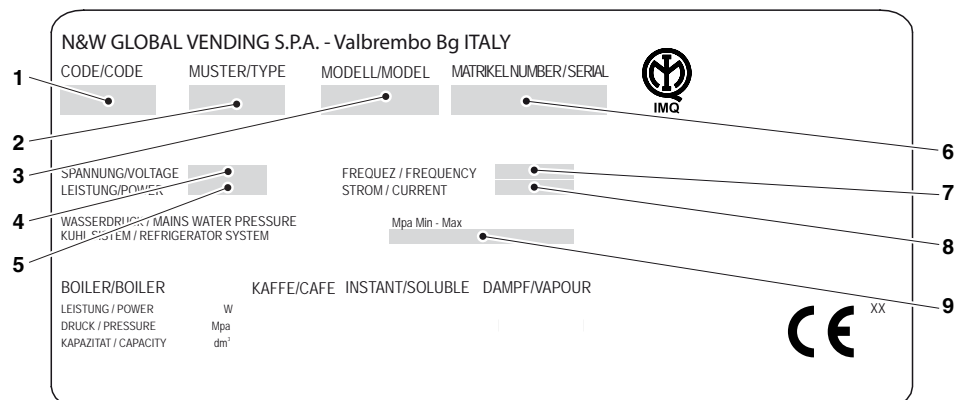 N&W GLOBAL VENDING S.P.A. - Valbrembo Bg ITALY
CODE/CODE MUSTER/TYPE MODELL/MODEL MATRIKELNUMBER/SERIAL
IMQ
1
2
3
6
SPANNUNG/VOLTAGE FREQUEZ / FREQUENCY
LEISTUNG/POWER STROM / CURRENT
4
7
WASSERDRUCK / MAINS WATER PRESSURE Mpa Min - Max
KUHL SISTEM / REFRIGERATOR SYSTEM
8
5
BOILER/BOILER KAFFE/CAFE INSTANT/SOLUBLE DAMPF/VAPOUR
9
LEISTUNG / POWER W
DRUCK / PRESSURE Mpa
KAPAZITAT / CAPACITY dm³
CE XX